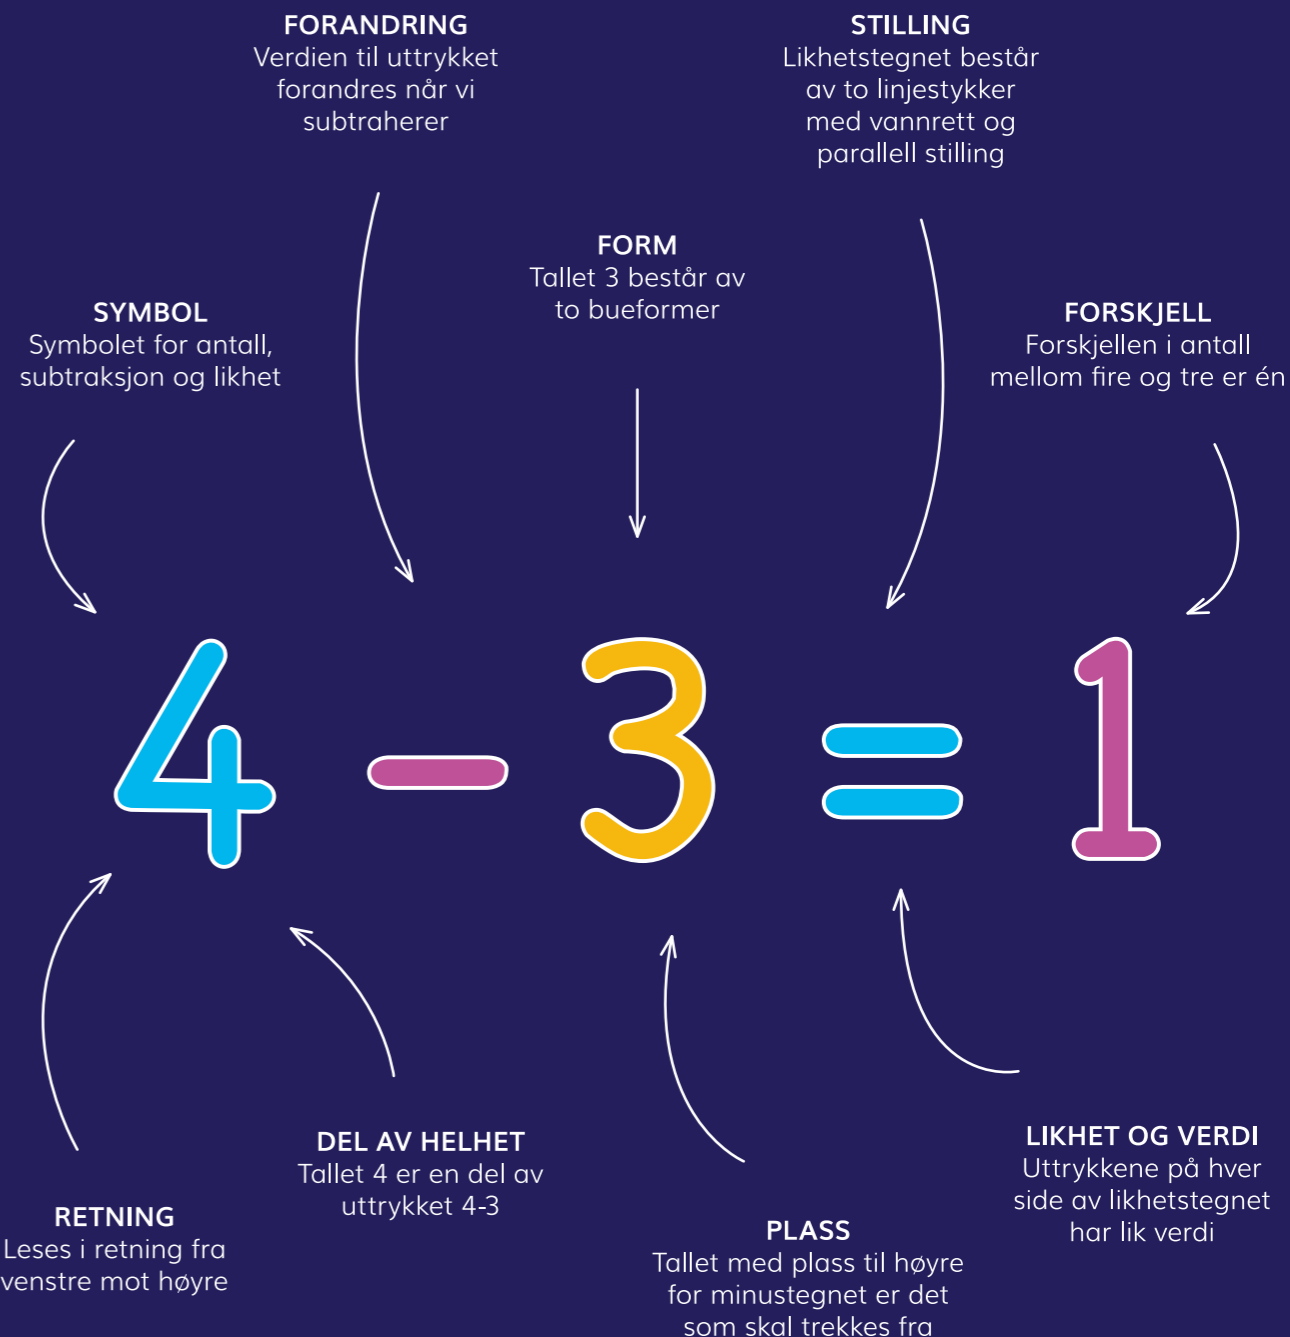 FORANDRING
Verdien til uttrykket
forandres når vi
subtraherer
STILLING
Likhetstegnet består
av to linjestykker
med vannrett og
parallell stilling
FORM
Tallet 3 består av
to bueformer
SYMBOL
Symbolet for antall,
subtraksjon og likhet
FORSKJELL
Forskjellen i antall
mellom fire og tre er én
4 – 3 = 1
DEL AV HELHET
Tallet 4 er en del av
uttrykket 4-3
LIKHET OG VERDI
Uttrykkene på hver
side av likhetstegnet
har lik verdi
RETNING
Leses i retning fra
venstre mot høyre
PLASS
Tallet med plass til høyre
for minustegnet er det
som skal trekkes fra